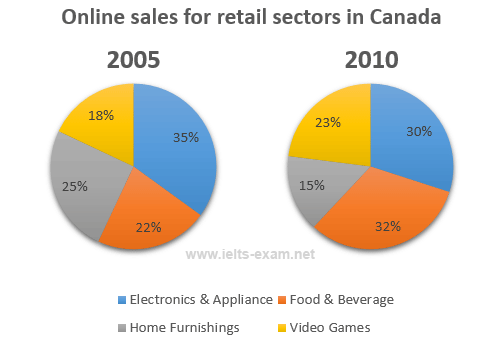 Online sales for retail sectors in Canada
2005 2010
18% 35% 25% 22%
23% 30% 15% 32%
www.ielts-exam.net
Electronics & Appliance Food & Beverage
Home Furnishings Video Games